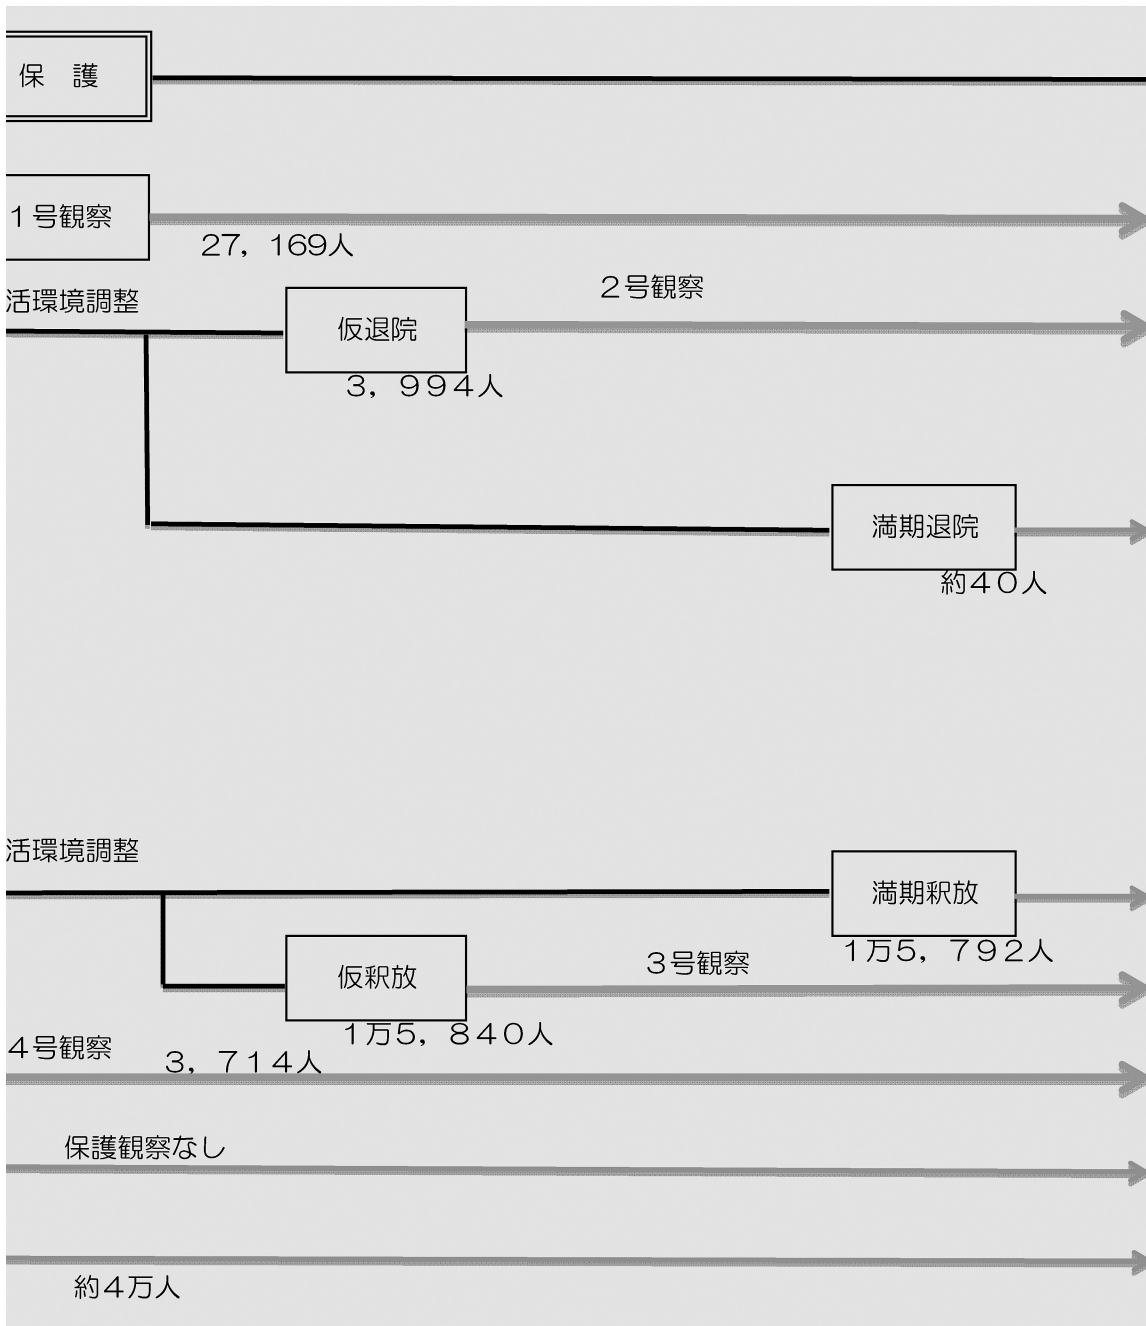 保　護
１号観察
27，169人
２号観察
活環境調整
仮退院
３，９９４人
満期退院
約４０人
活環境調整
満期釈放
１万５，７９２人
３号観察
仮釈放
１万５，８４０人
４号観察
３，７１４人
保護観察なし
約４万人